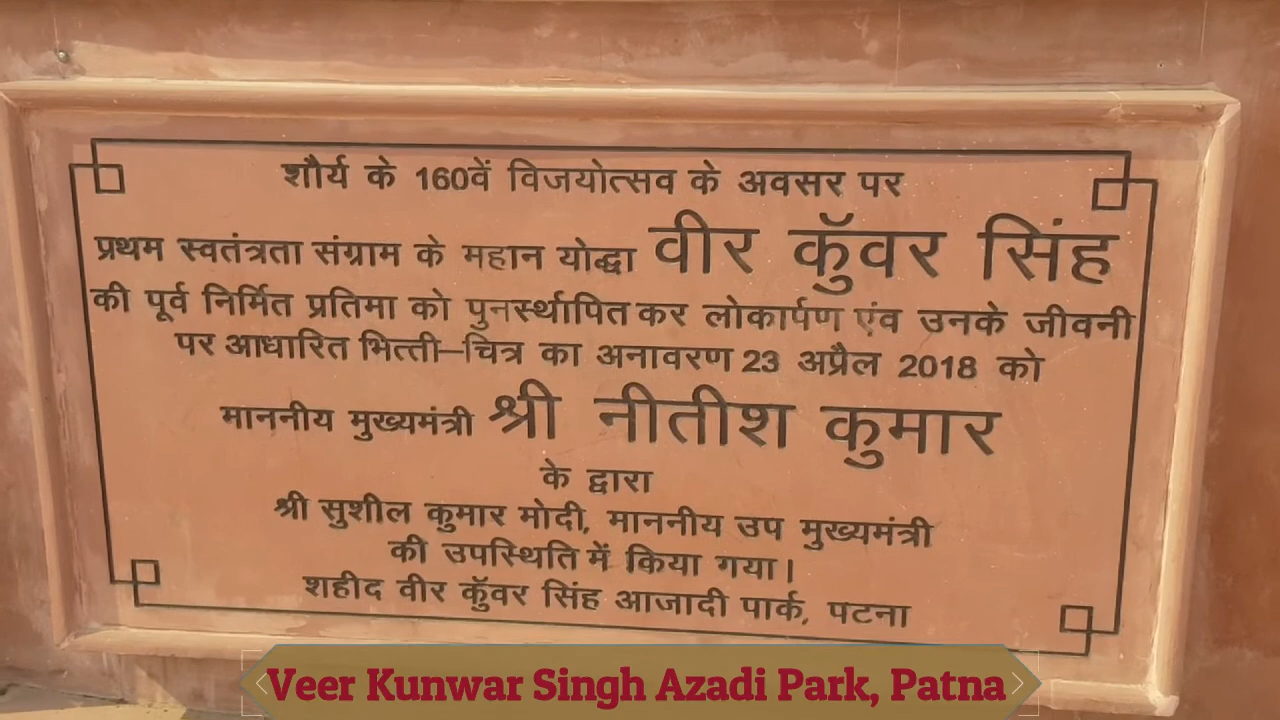 शौर्य के 160वें विजयोत्सव के अवसर पर
प्रथम स्वतंत्रता संग्राम के महान योद्धा वीर कॅुवर सिंह
की पूर्व निर्मित प्रतिमा को पुनर्स्थापित कर लोकार्पण एंव उनके जीवनी
पर आधारित भित्ती–चित्र का अनावरण 23 अप्रैल 2018 को
माननीय मुख्यमंत्री श्री नीतीश कुमार
के द्वारा
श्री सुशील कुमार मोदी, माननीय उप मुख्यमंत्री
की उपस्थिति में किया गया।
शहीद वीर कॅुवर सिंह आजादी पार्क, पटना
Veer Kunwar Singh Azadi Park, Patna